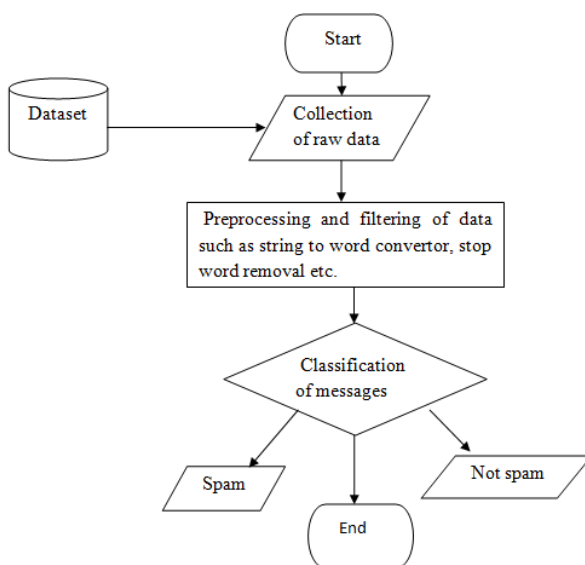 Start
Dataset
Collection
of raw data
Preprocessing and filtering of data
such as string to word convertor, stop
word removal etc.
Classification
of messages
Spam
Not spam
End